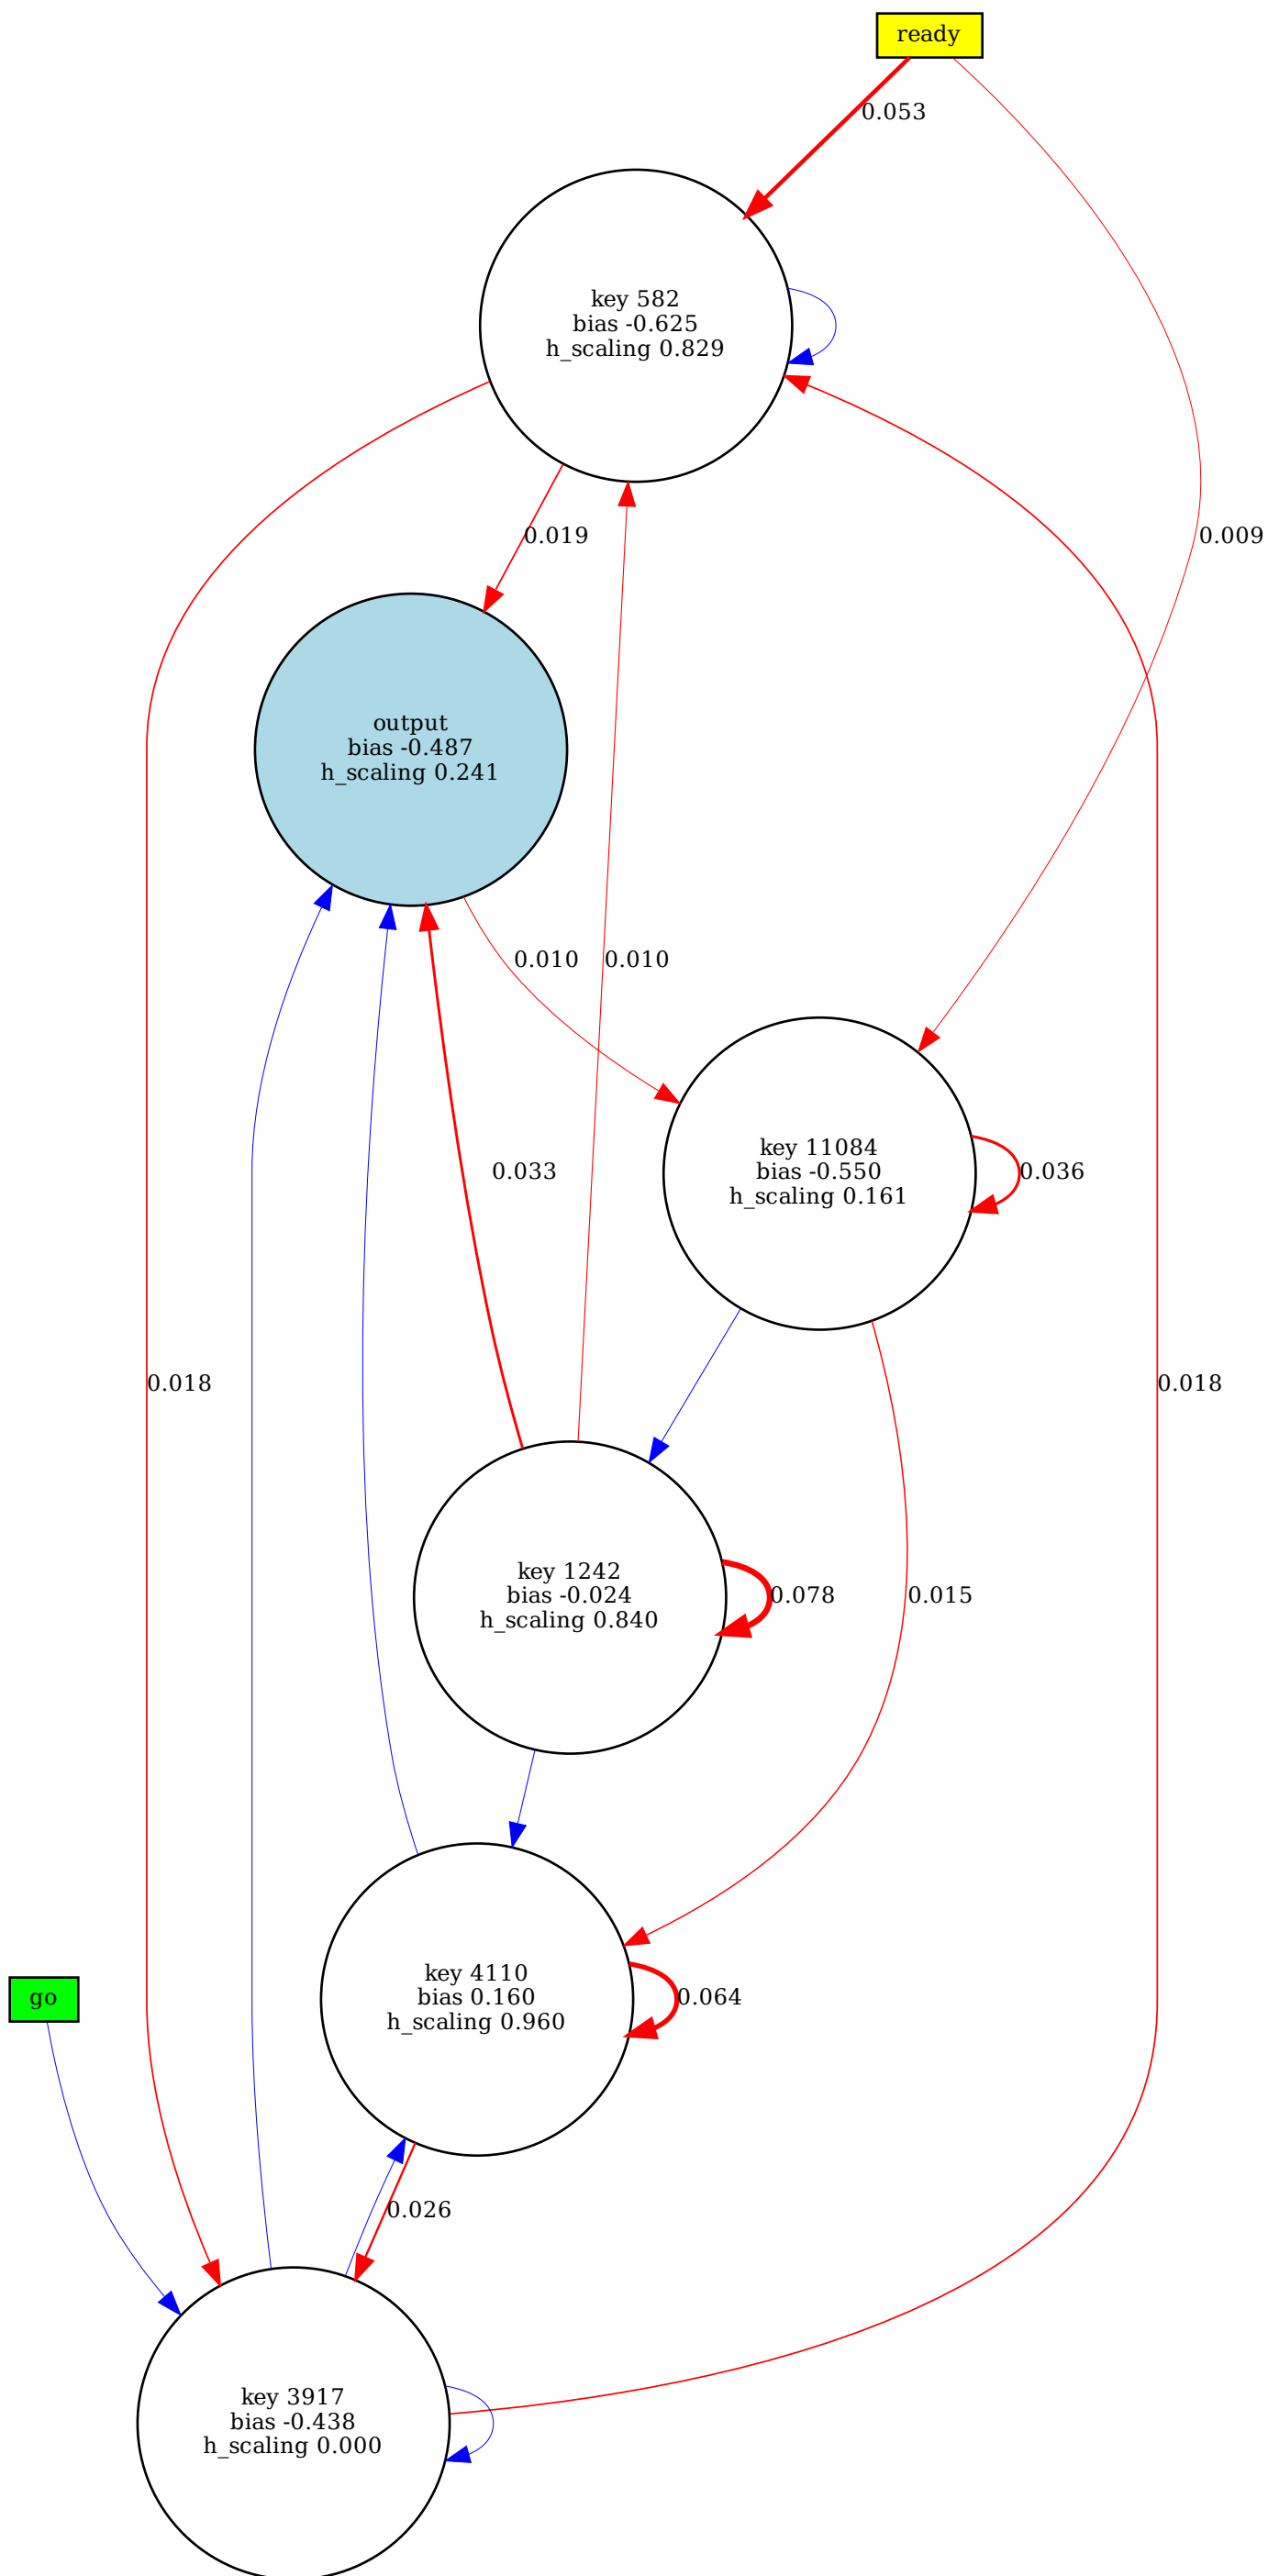 ready
0.053
key 582
bias -0.625
h_scaling 0.829
0.019
0.009
output
bias -0.487
h_scaling 0.241
0.010
0.010
key 11084
bias -0.550
h_scaling 0.161
0.036
0.033
0.018
0.018
key 1242
bias -0.024
h_scaling 0.840
0.078
0.015
key 4110
bias 0.160
h_scaling 0.960
0.064
go
0.026
key 3917
bias -0.438
h_scaling 0.000